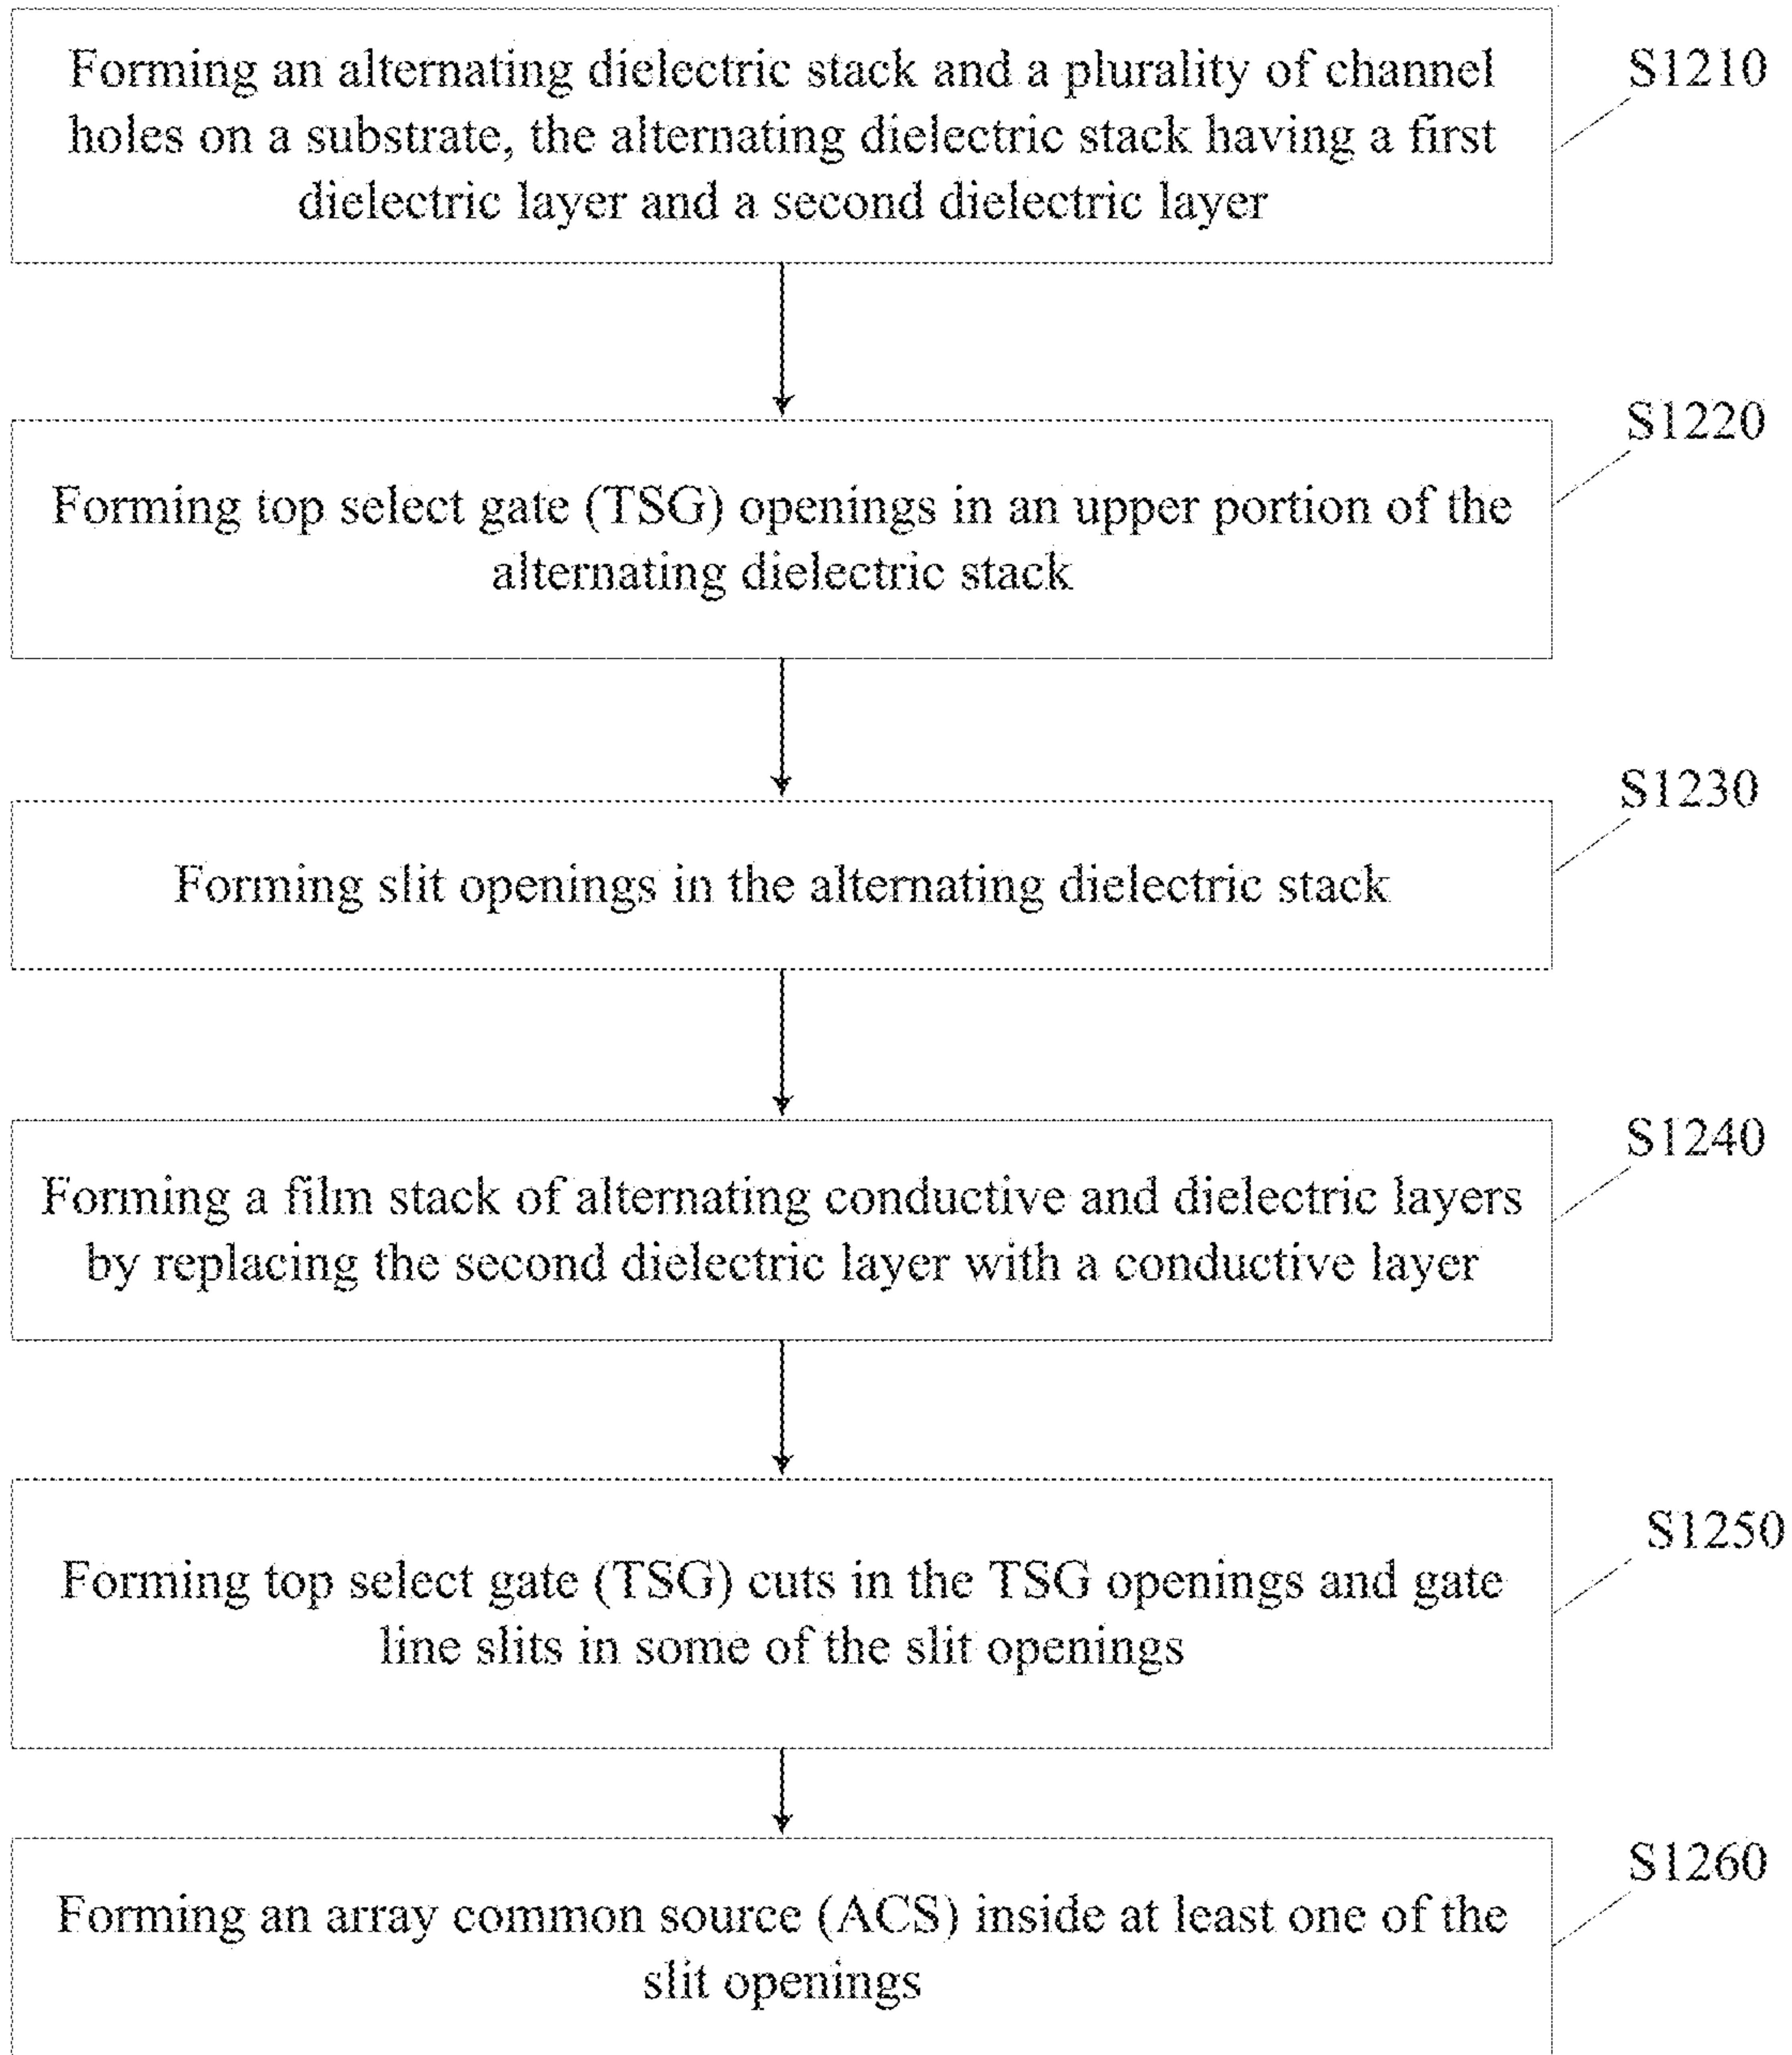 Forming an alternating dielectric stack and a plurality of channel
holes on a substrate, the alternating dielectric stack having a first
dielectric layer and a second dielectric layer
S1210
Forming top select gate (TSG) openings in an upper portion of the
alternating dielectric stack
S1220
Forming slit openings in the alternating dielectric stack
S1230
Forming a film stack of alternating conductive and dielectric layers
by replacing the second dielectric layer with a conductive layer
S1240
Forming top select gate (TSG) cuts in the TSG openings and gate
line slits in some of the slit openings
S1250
Forming an array common source (ACS) inside at least one of the
slit openings
S1260